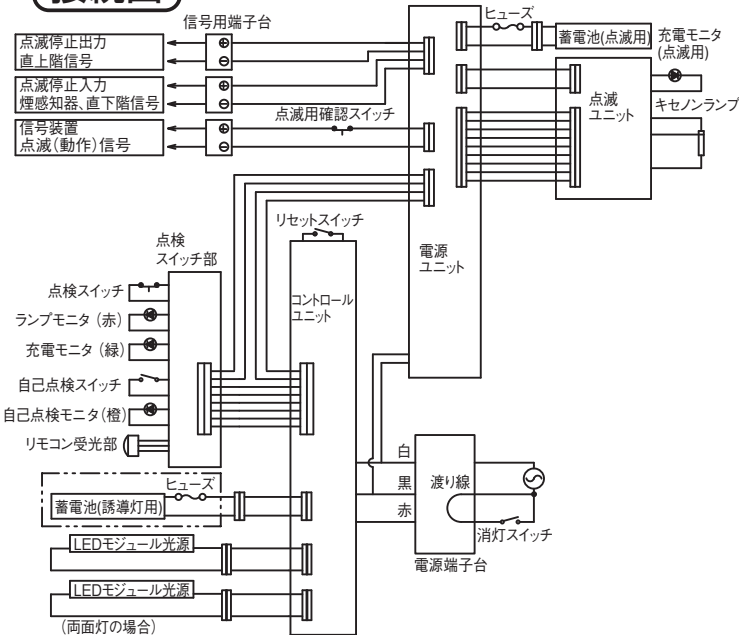 接続図
信号用端子台
点滅停止出力
直上階信号
点滅停止入力
煙感知器、直下階信号
信号装置
点滅(動作)信号
点滅用確認スイッチ
ヒューズ
蓄電池(点滅用)
充電モニタ
(点滅用)
点滅
ユニット
キセノンランプ
電源
ユニット
リセットスイッチ
コントロール
ユニット
点検
スイッチ部
点検スイッチ
ランプモニタ(赤)
充電モニタ(緑)
自己点検スイッチ
自己点検モニタ(橙)
リモコン受光部
ヒューズ
蓄電池(誘導灯用)
LEDモジュール光源
LEDモジュール光源
(両面灯の場合)
白
黒
赤
渡り線
消灯スイッチ
電源端子台